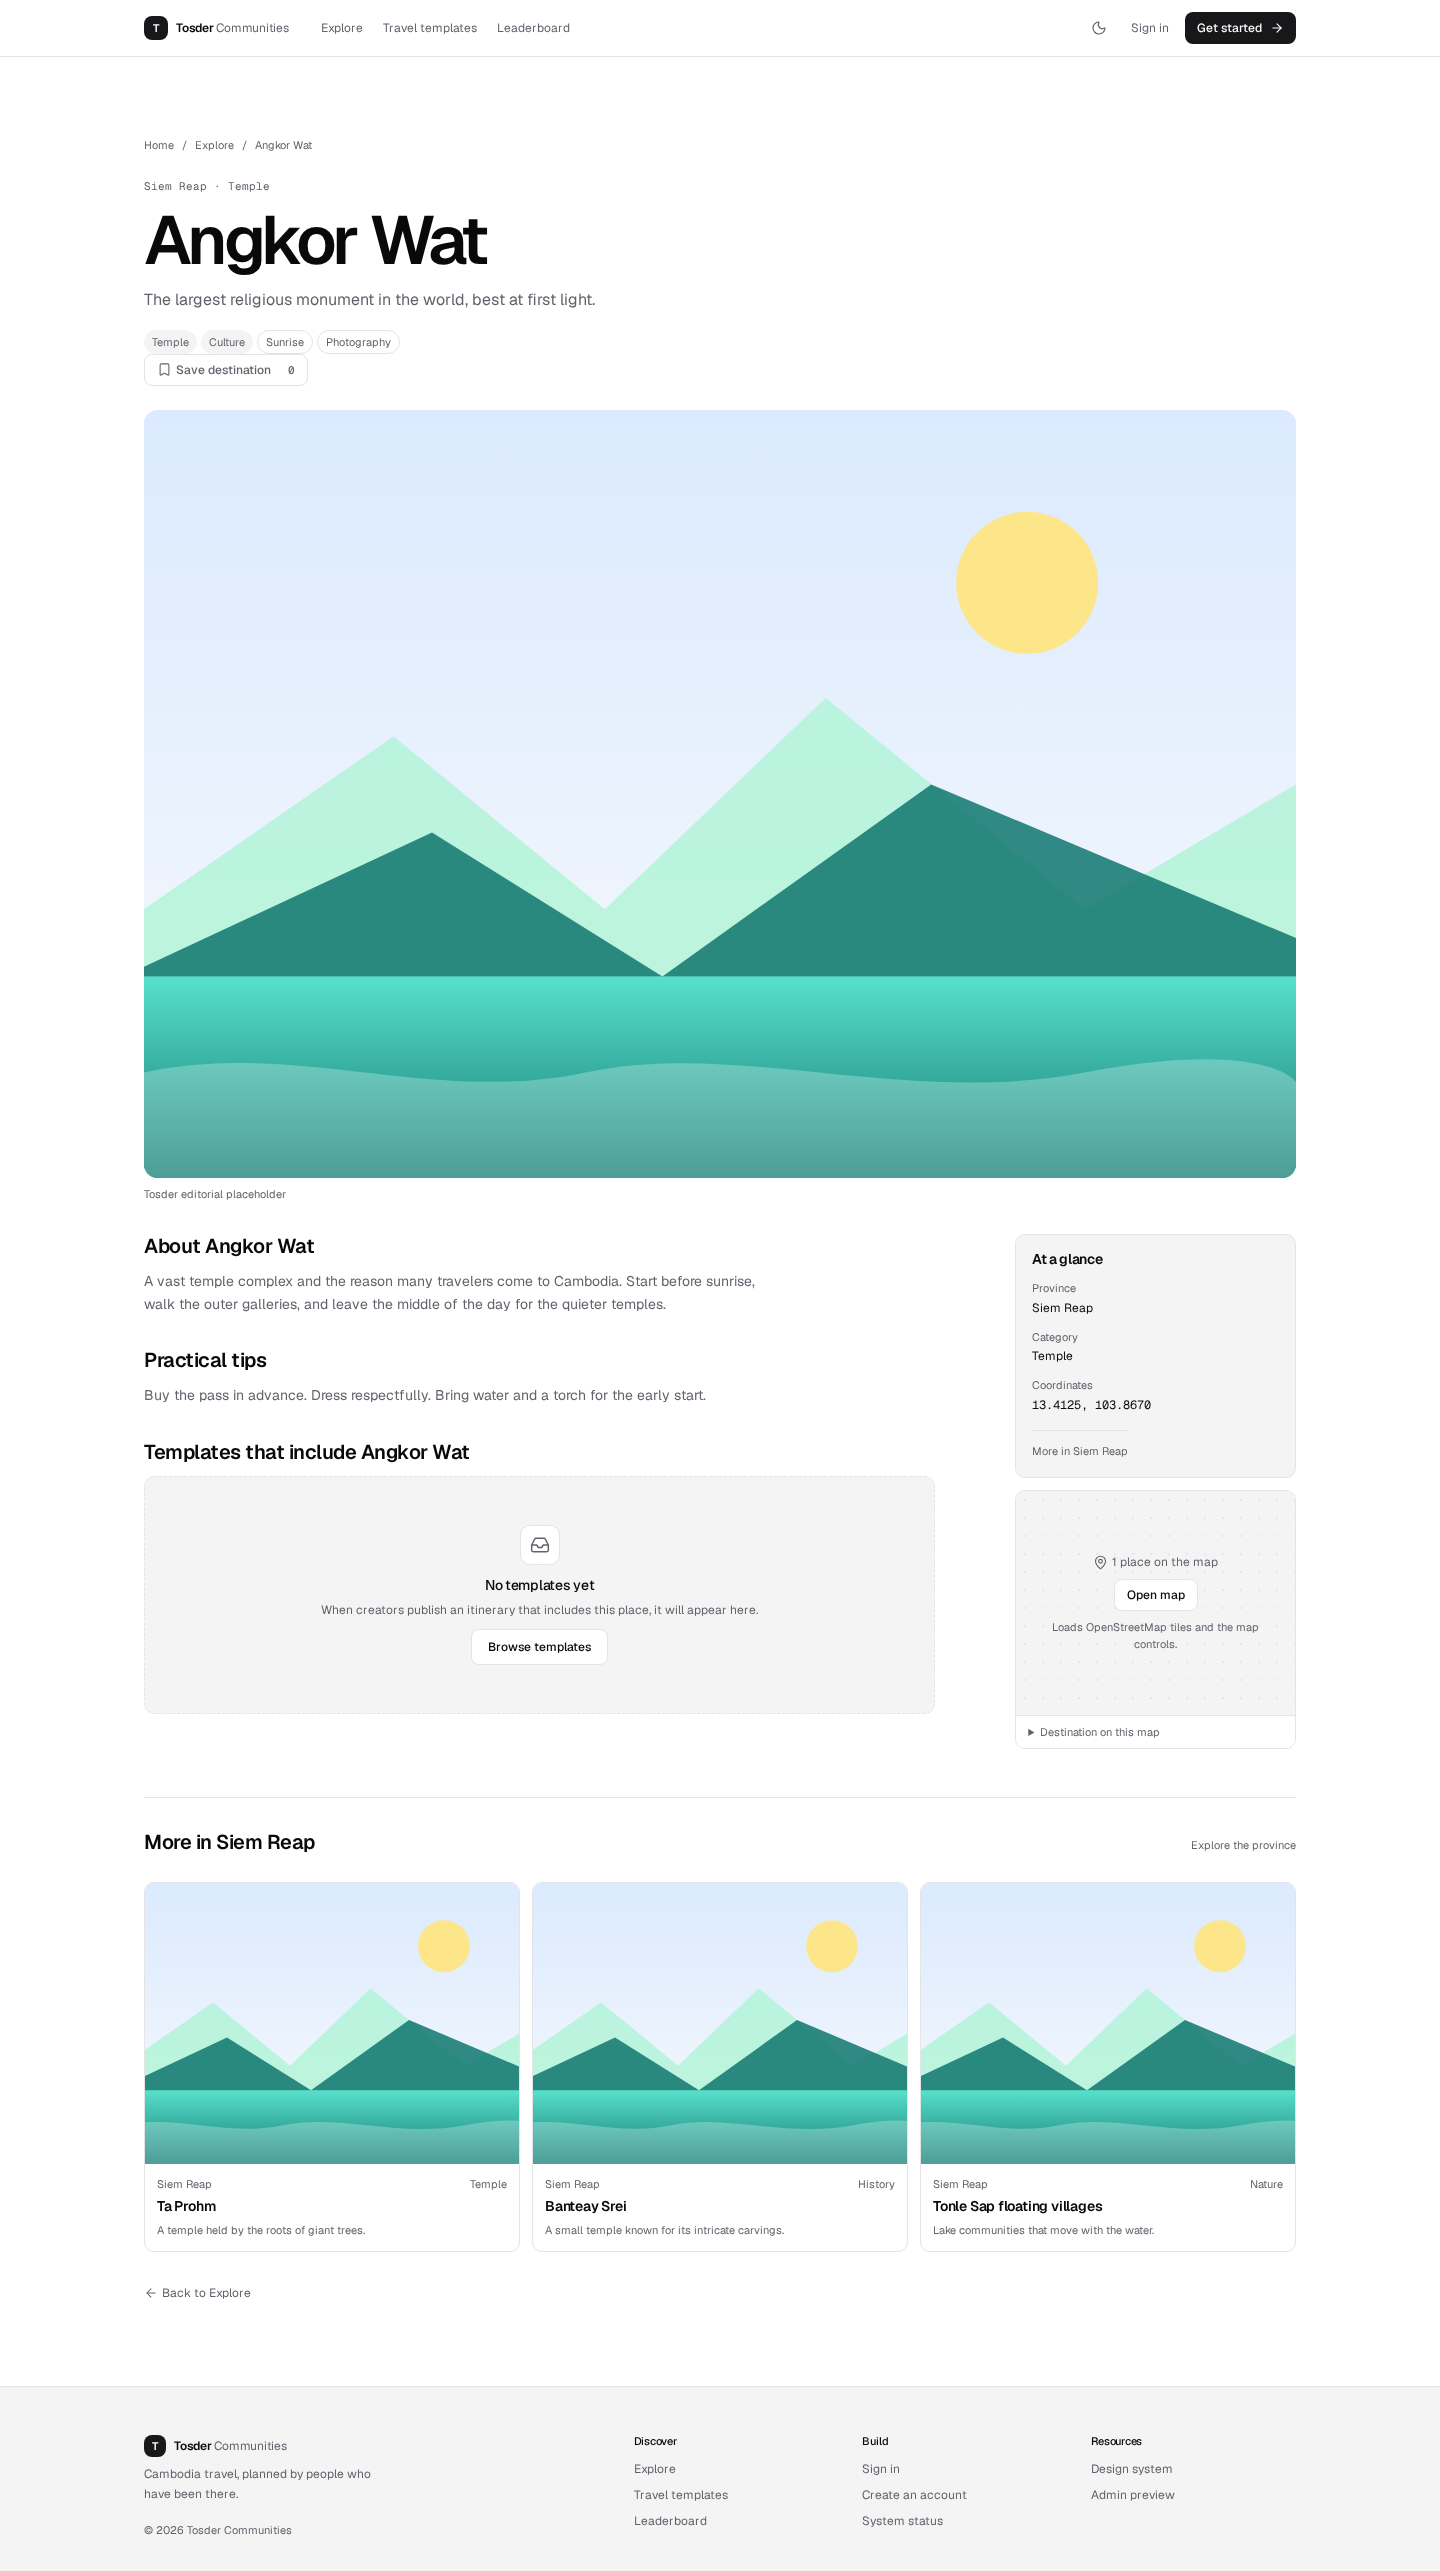 T Tosder Communities Explore Travel templates Leaderboard Sign in Get started
Home / Explore / Angkor Wat
Siem Reap · Temple
Angkor Wat
The largest religious monument in the world, best at first light.
Temple Culture Sunrise Photography
Save destination 0
Tosder editorial placeholder
About Angkor Wat
A vast temple complex and the reason many travelers come to Cambodia. Start before sunrise,
walk the outer galleries, and leave the middle of the day for the quieter temples.
Practical tips
Buy the pass in advance. Dress respectfully. Bring water and a torch for the early start.
Templates that include Angkor Wat
No templates yet
When creators publish an itinerary that includes this place, it will appear here.
Browse templates
At a glance
Province
Siem Reap
Category
Temple
Coordinates
13.4125, 103.8670
More in Siem Reap
1 place on the map
Open map
Loads OpenStreetMap tiles and the map
controls.
Destination on this map
More in Siem Reap
Explore the province
Siem Reap Temple
Ta Prohm
A temple held by the roots of giant trees.
Siem Reap History
Banteay Srei
A small temple known for its intricate carvings.
Siem Reap Nature
Tonle Sap floating villages
Lake communities that move with the water.
Back to Explore
T Tosder Communities
Cambodia travel, planned by people who
have been there.
© 2026 Tosder Communities
Discover
Explore
Travel templates
Leaderboard
Build
Sign in
Create an account
System status
Resources
Design system
Admin preview